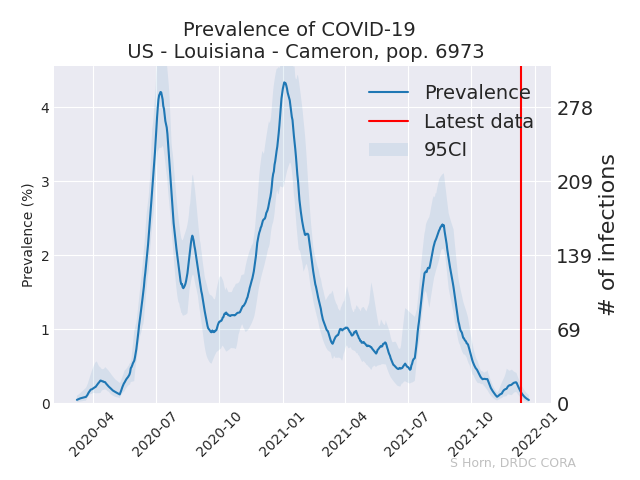 Prevalence of COVID-19
US - Louisiana - Cameron, pop. 6973
Prevalence
Latest data
95CI
Prevalence (%)
4
3
2
1
0
278
209
139
69
0
# of infections
2020-04
2020-07
2020-10
2021-01
2021-04
2021-07
2021-10
2022-01
S Horn, DRDC CORA